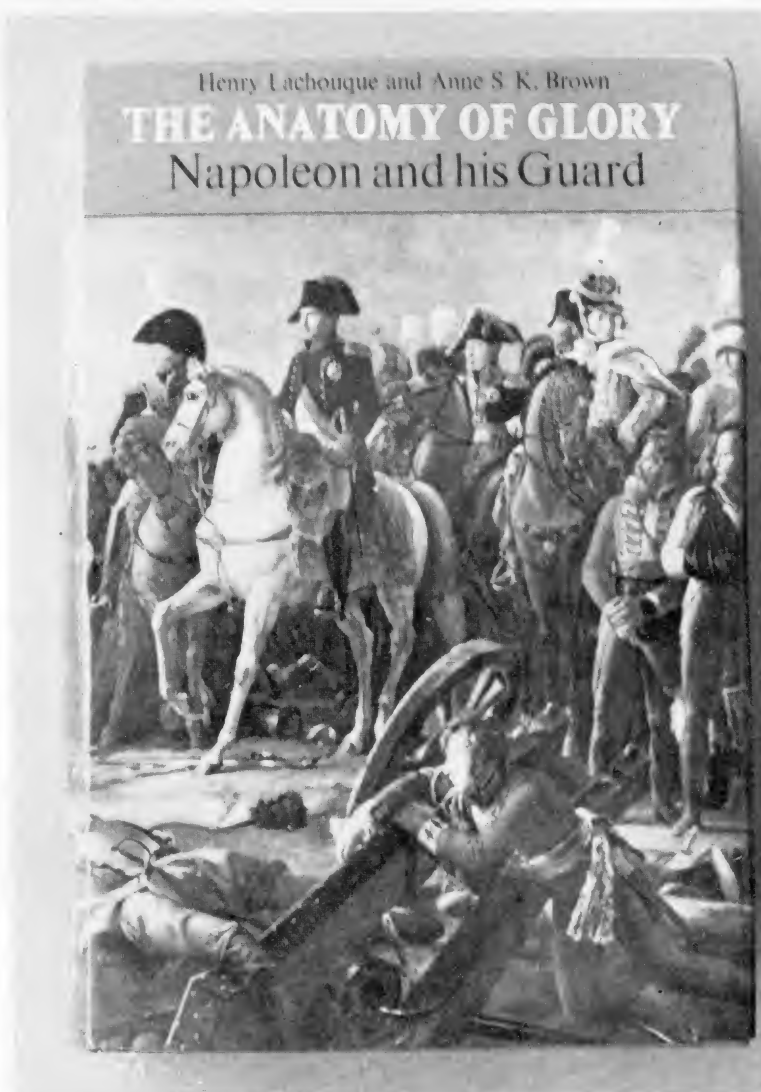 Henry Lachouque and Anne S. K. Brown
THE ANATOMY OF GLORY
Napoleon and his Guard